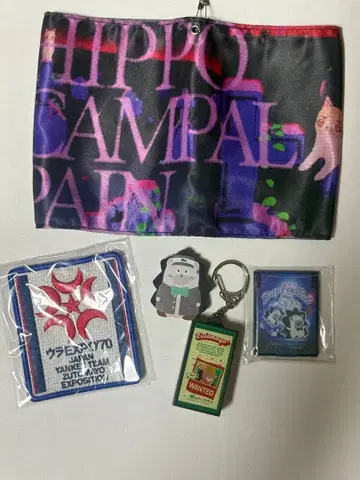 HIPPO
CAMPAL
PAIN
ウラEXPO'70
JAPAN
YANKEE TEAM
ZUTOMAYO
EXPOSITION
WANTED